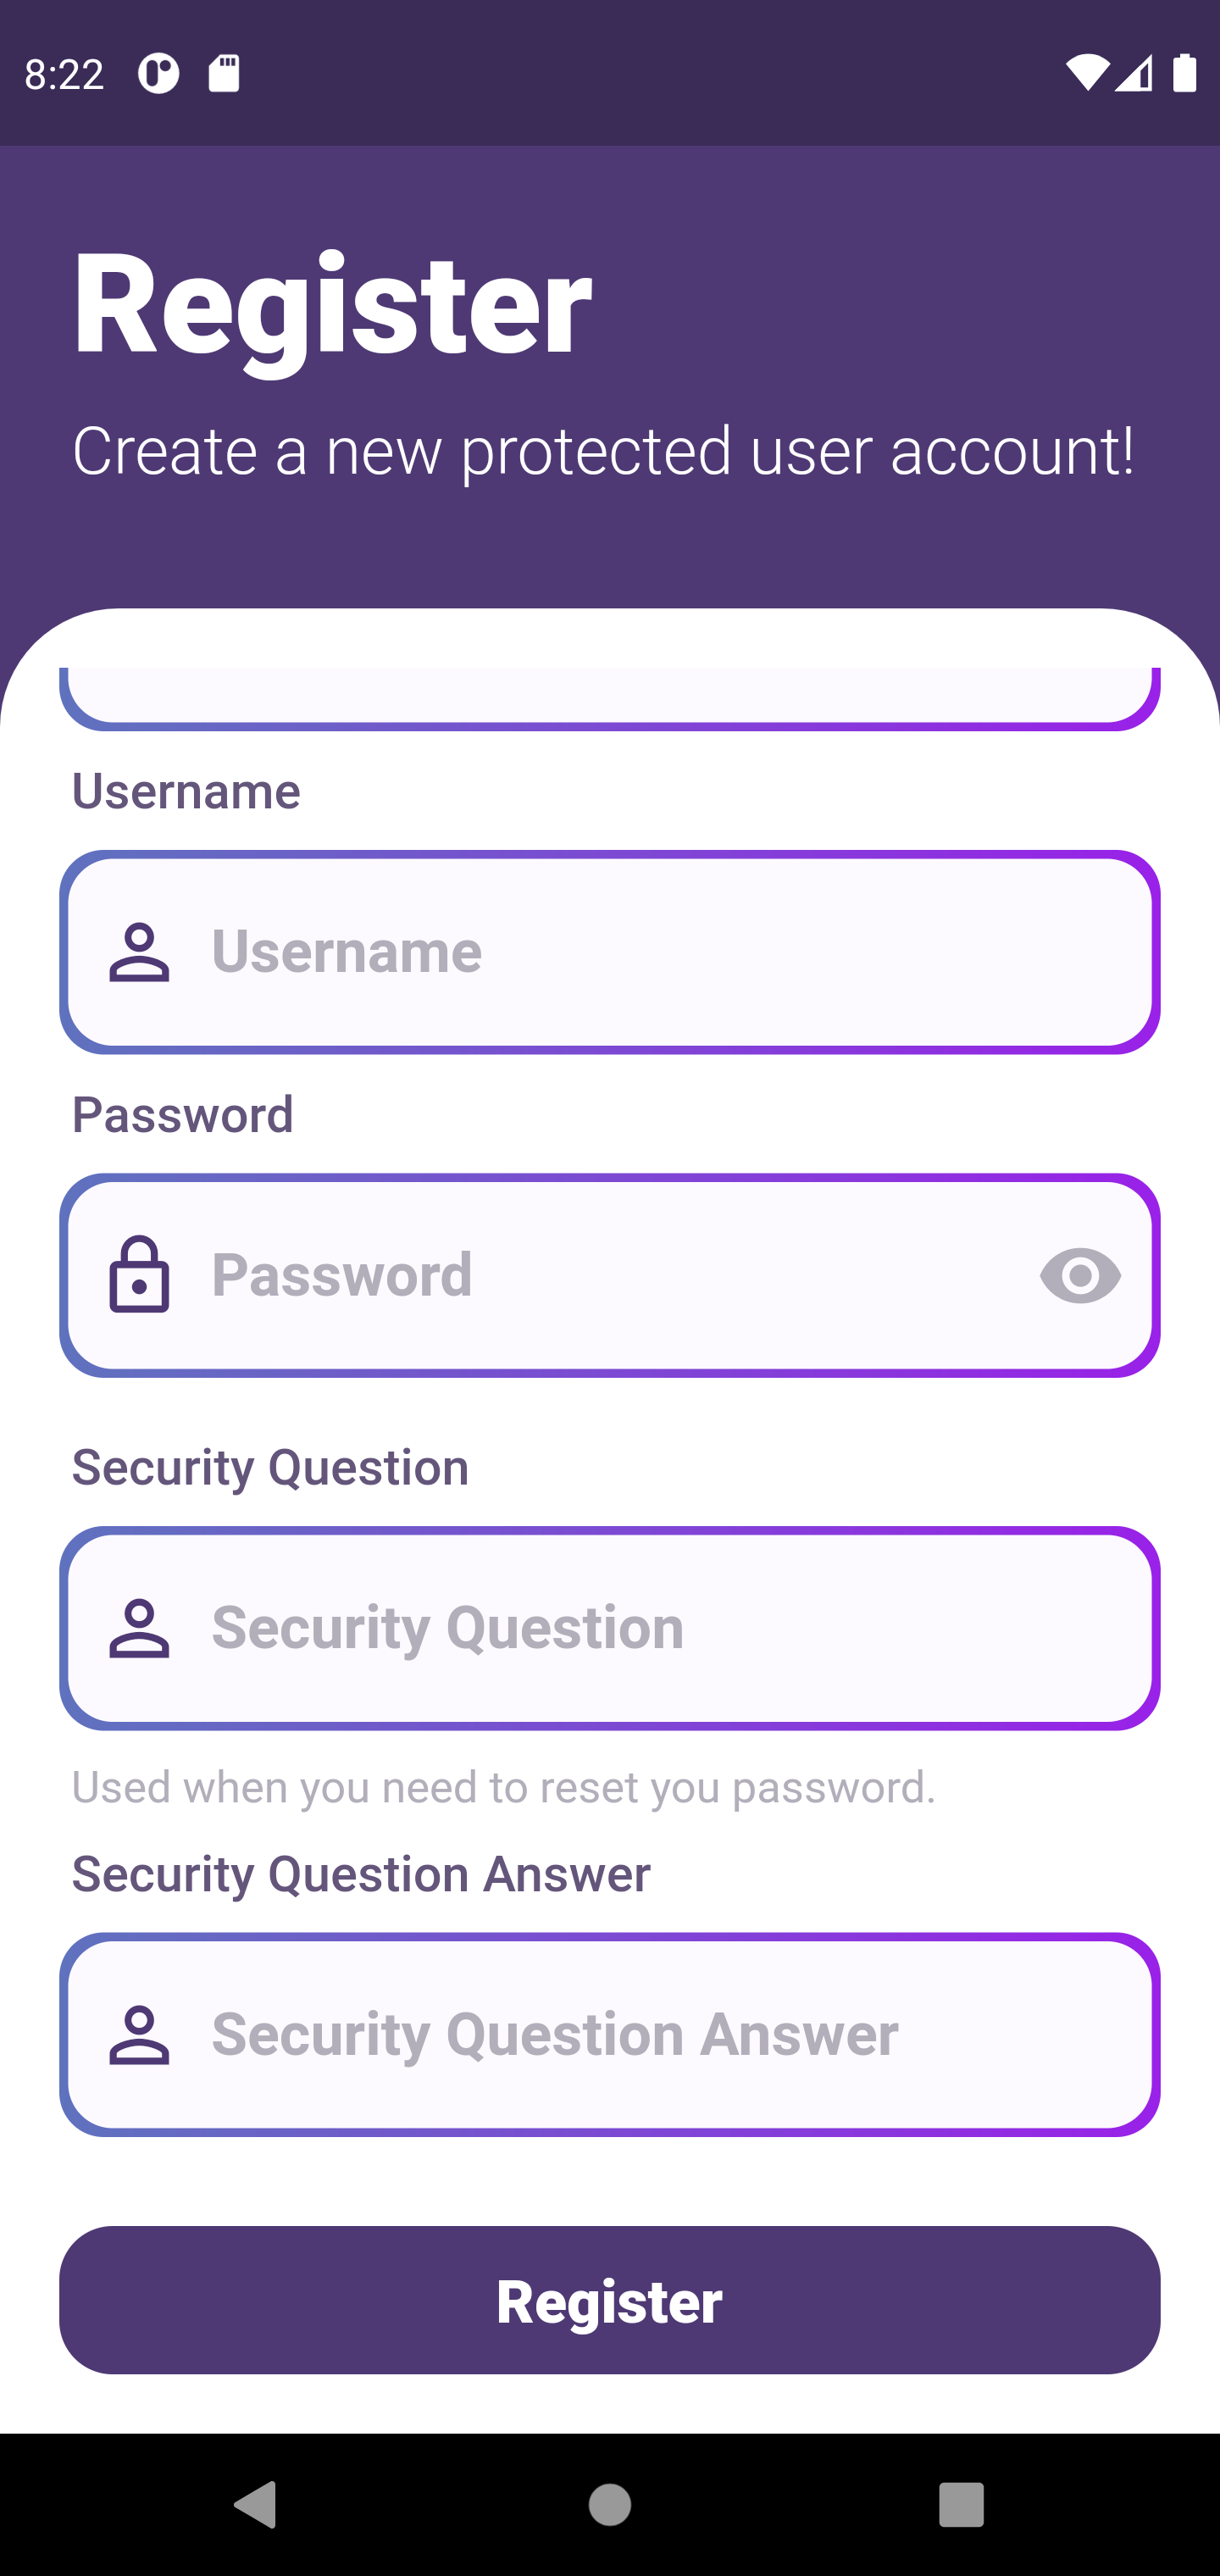 8:22
Register
Create a new protected user account!
Username
Username
Password
Password
Security Question
Security Question
Used when you need to reset you password.
Security Question Answer
Security Question Answer
Register